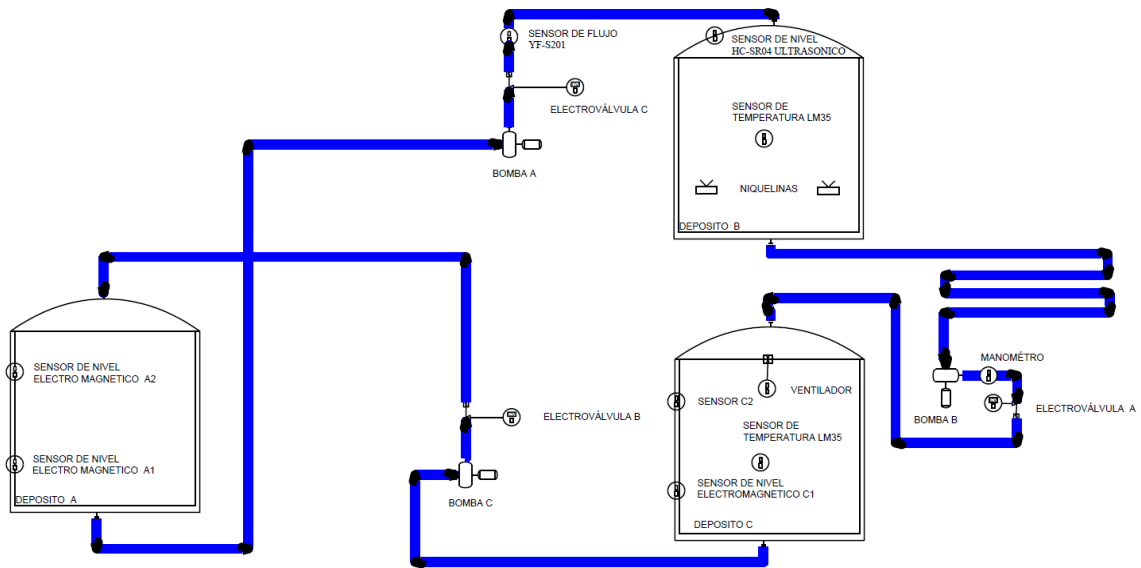 SENSOR DE FLUJO
YF-S201
ELECTROVÁLVULA C
BOMBA A
SENSOR DE NIVEL
HC-SR04 ULTRASONICO
SENSOR DE
TEMPERATURA LM35
NIQUELINAS
DEPOSITO B
SENSOR DE NIVEL
ELECTRO MAGNETICO A2
SENSOR DE NIVEL
ELECTRO MAGNETICO A1
DEPOSITO A
ELECTROVÁLVULA B
BOMBA C
VENTILADOR
SENSOR C2
SENSOR DE
TEMPERATURA LM35
SENSOR DE NIVEL
ELECTROMAGNETICO C1
DEPOSITO C
MANOMÉTRO
BOMBA B
ELECTROVÁLVULA A